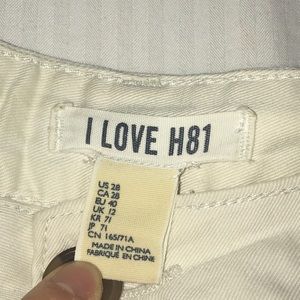 I LOVE H81
US 28
CA 28
EU 40
UK 12
KR 71
JP 71
CN 165/71A
MADE IN CHINA
FABRIQUÉ EN CHINE